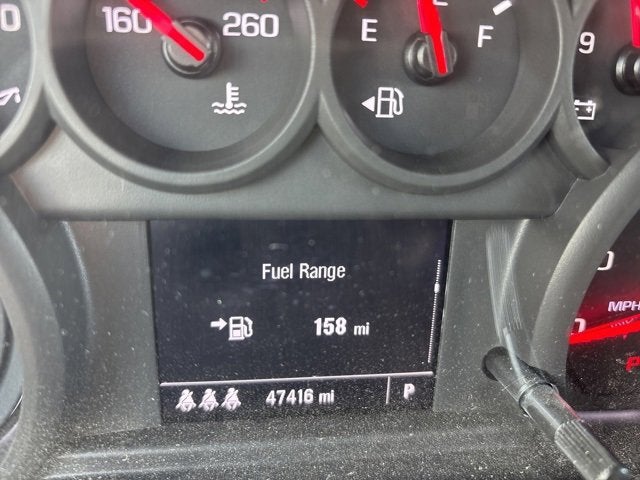 160 260
E F
9
Fuel Range
158 mi
MPH
47416 mi P